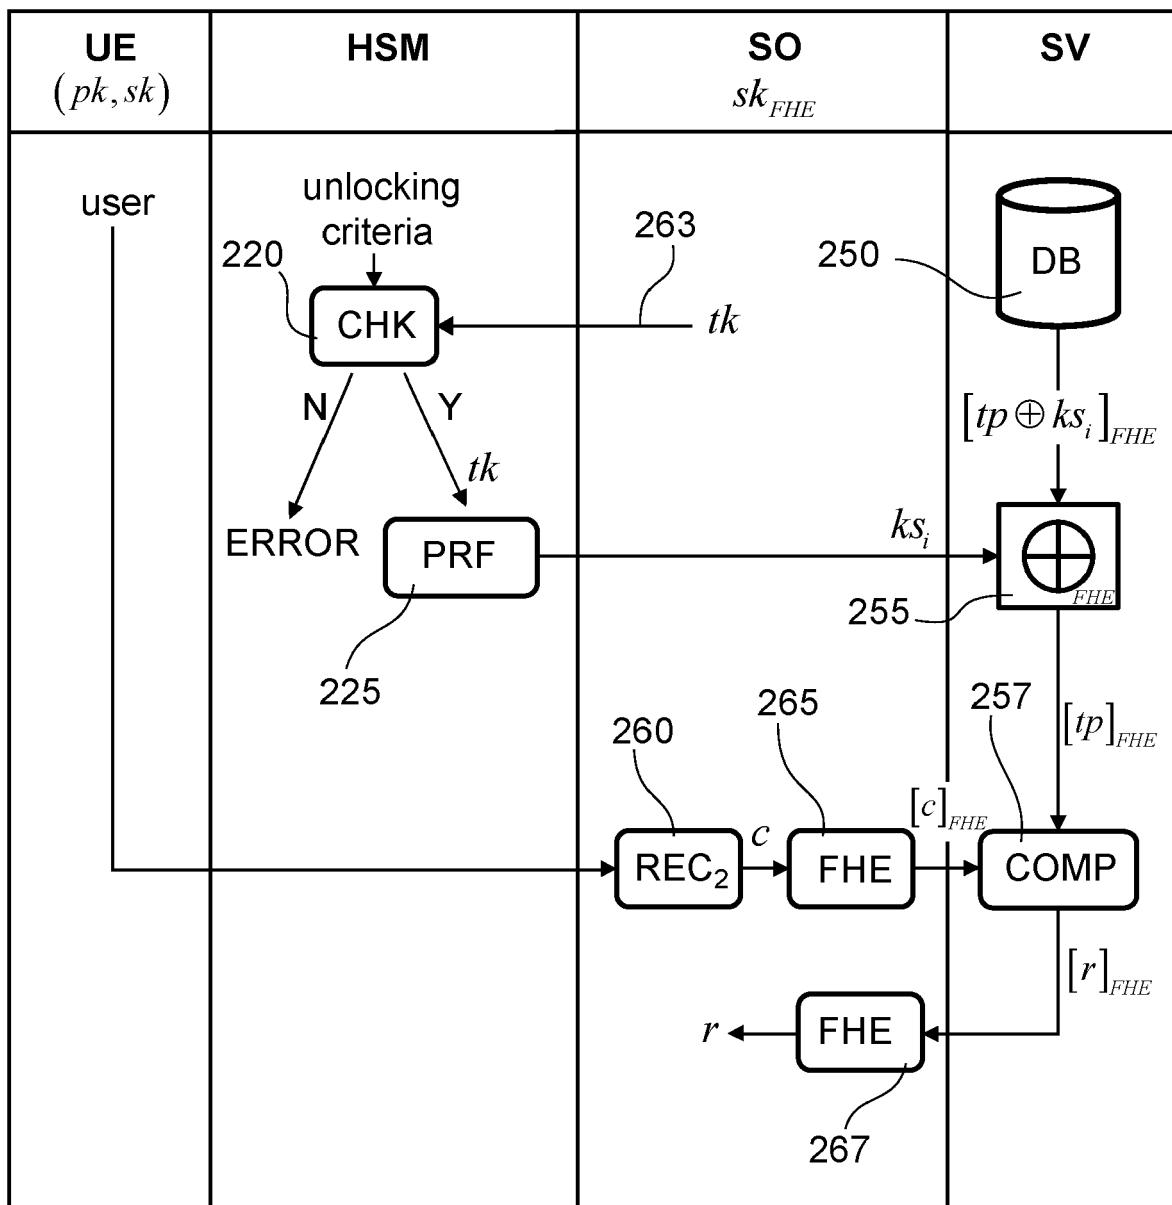 UE
(pk, sk)
HSM
SO
sk_FHE
SV
user
unlocking
criteria
220
CHK
263
tk
250
DB
N
Y
tk
[tp ⊕ ks_i]_FHE
ERROR
PRF
225
ks_i
FHE
255
257
[tp]_FHE
260
265
REC₂
c
FHE
[c]_FHE
COMP
[r]_FHE
r
FHE
267